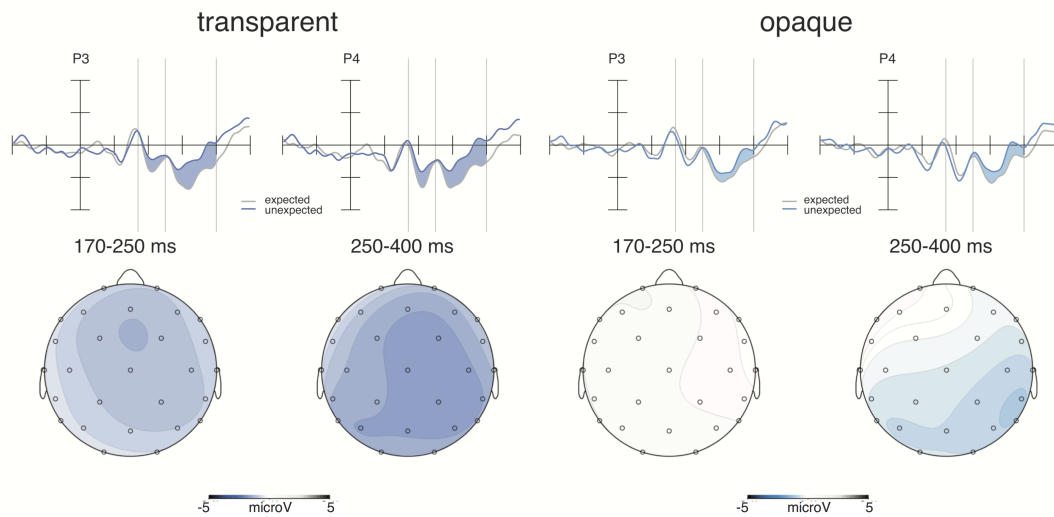 transparent opaque
P3 P4 P3 P4
expected
unexpected
expected
unexpected
170-250 ms 250-400 ms 170-250 ms 250-400 ms
-5 microV 5 -5 microV 5